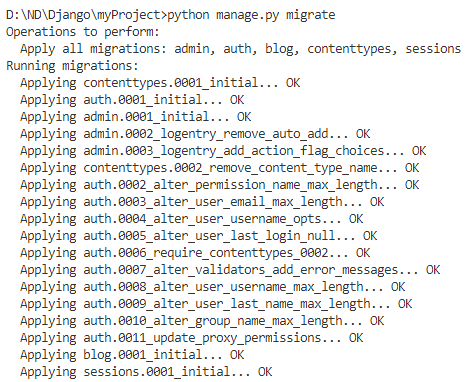 D:\ND\Django\myProject>python manage.py migrate
Operations to perform:
  Apply all migrations: admin, auth, blog, contenttypes, sessions
Running migrations:
  Applying contenttypes.0001_initial... OK
  Applying auth.0001_initial... OK
  Applying admin.0001_initial... OK
  Applying admin.0002_logentry_remove_auto_add... OK
  Applying admin.0003_logentry_add_action_flag_choices... OK
  Applying contenttypes.0002_remove_content_type_name... OK
  Applying auth.0002_alter_permission_name_max_length... OK
  Applying auth.0003_alter_user_email_max_length... OK
  Applying auth.0004_alter_user_username_opts... OK
  Applying auth.0005_alter_user_last_login_null... OK
  Applying auth.0006_require_contenttypes_0002... OK
  Applying auth.0007_alter_validators_add_error_messages... OK
  Applying auth.0008_alter_user_username_max_length... OK
  Applying auth.0009_alter_user_last_name_max_length... OK
  Applying auth.0010_alter_group_name_max_length... OK
  Applying auth.0011_update_proxy_permissions... OK
  Applying blog.0001_initial... OK
  Applying sessions.0001_initial... OK